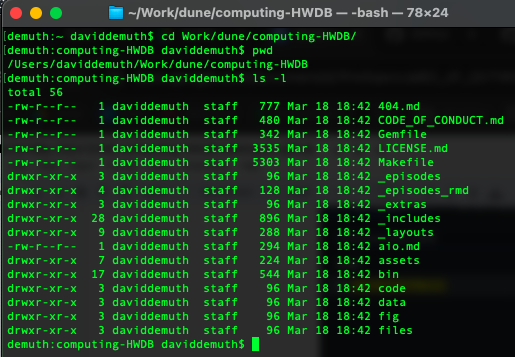 ~/Work/dune/computing-HWDB — -bash — 78×24
[demuth:~ daviddemuth$ cd Work/dune/computing-HWDB/
[demuth:computing-HWDB daviddemuth$ pwd
/Users/daviddemuth/Work/dune/computing-HWDB
[demuth:computing-HWDB daviddemuth$ ls -l
total 56
-rw-r--r--   1 daviddemuth  staff   777 Mar 18 18:42 404.md
-rw-r--r--   1 daviddemuth  staff   480 Mar 18 18:42 CODE_OF_CONDUCT.md
-rw-r--r--   1 daviddemuth  staff   342 Mar 18 18:42 Gemfile
-rw-r--r--   1 daviddemuth  staff  3535 Mar 18 18:42 LICENSE.md
-rw-r--r--   1 daviddemuth  staff  5303 Mar 18 18:42 Makefile
drwxr-xr-x   3 daviddemuth  staff    96 Mar 18 18:42 _episodes
drwxr-xr-x   4 daviddemuth  staff   128 Mar 18 18:42 _episodes_rmd
drwxr-xr-x   3 daviddemuth  staff    96 Mar 18 18:42 _extras
drwxr-xr-x  28 daviddemuth  staff   896 Mar 18 18:42 _includes
drwxr-xr-x   9 daviddemuth  staff   288 Mar 18 18:42 _layouts
-rw-r--r--   1 daviddemuth  staff   294 Mar 18 18:42 aio.md
drwxr-xr-x   7 daviddemuth  staff   224 Mar 18 18:42 assets
drwxr-xr-x  17 daviddemuth  staff   544 Mar 18 18:42 bin
drwxr-xr-x   3 daviddemuth  staff    96 Mar 18 18:42 code
drwxr-xr-x   3 daviddemuth  staff    96 Mar 18 18:42 data
drwxr-xr-x   3 daviddemuth  staff    96 Mar 18 18:42 fig
drwxr-xr-x   3 daviddemuth  staff    96 Mar 18 18:42 files
demuth:computing-HWDB daviddemuth$